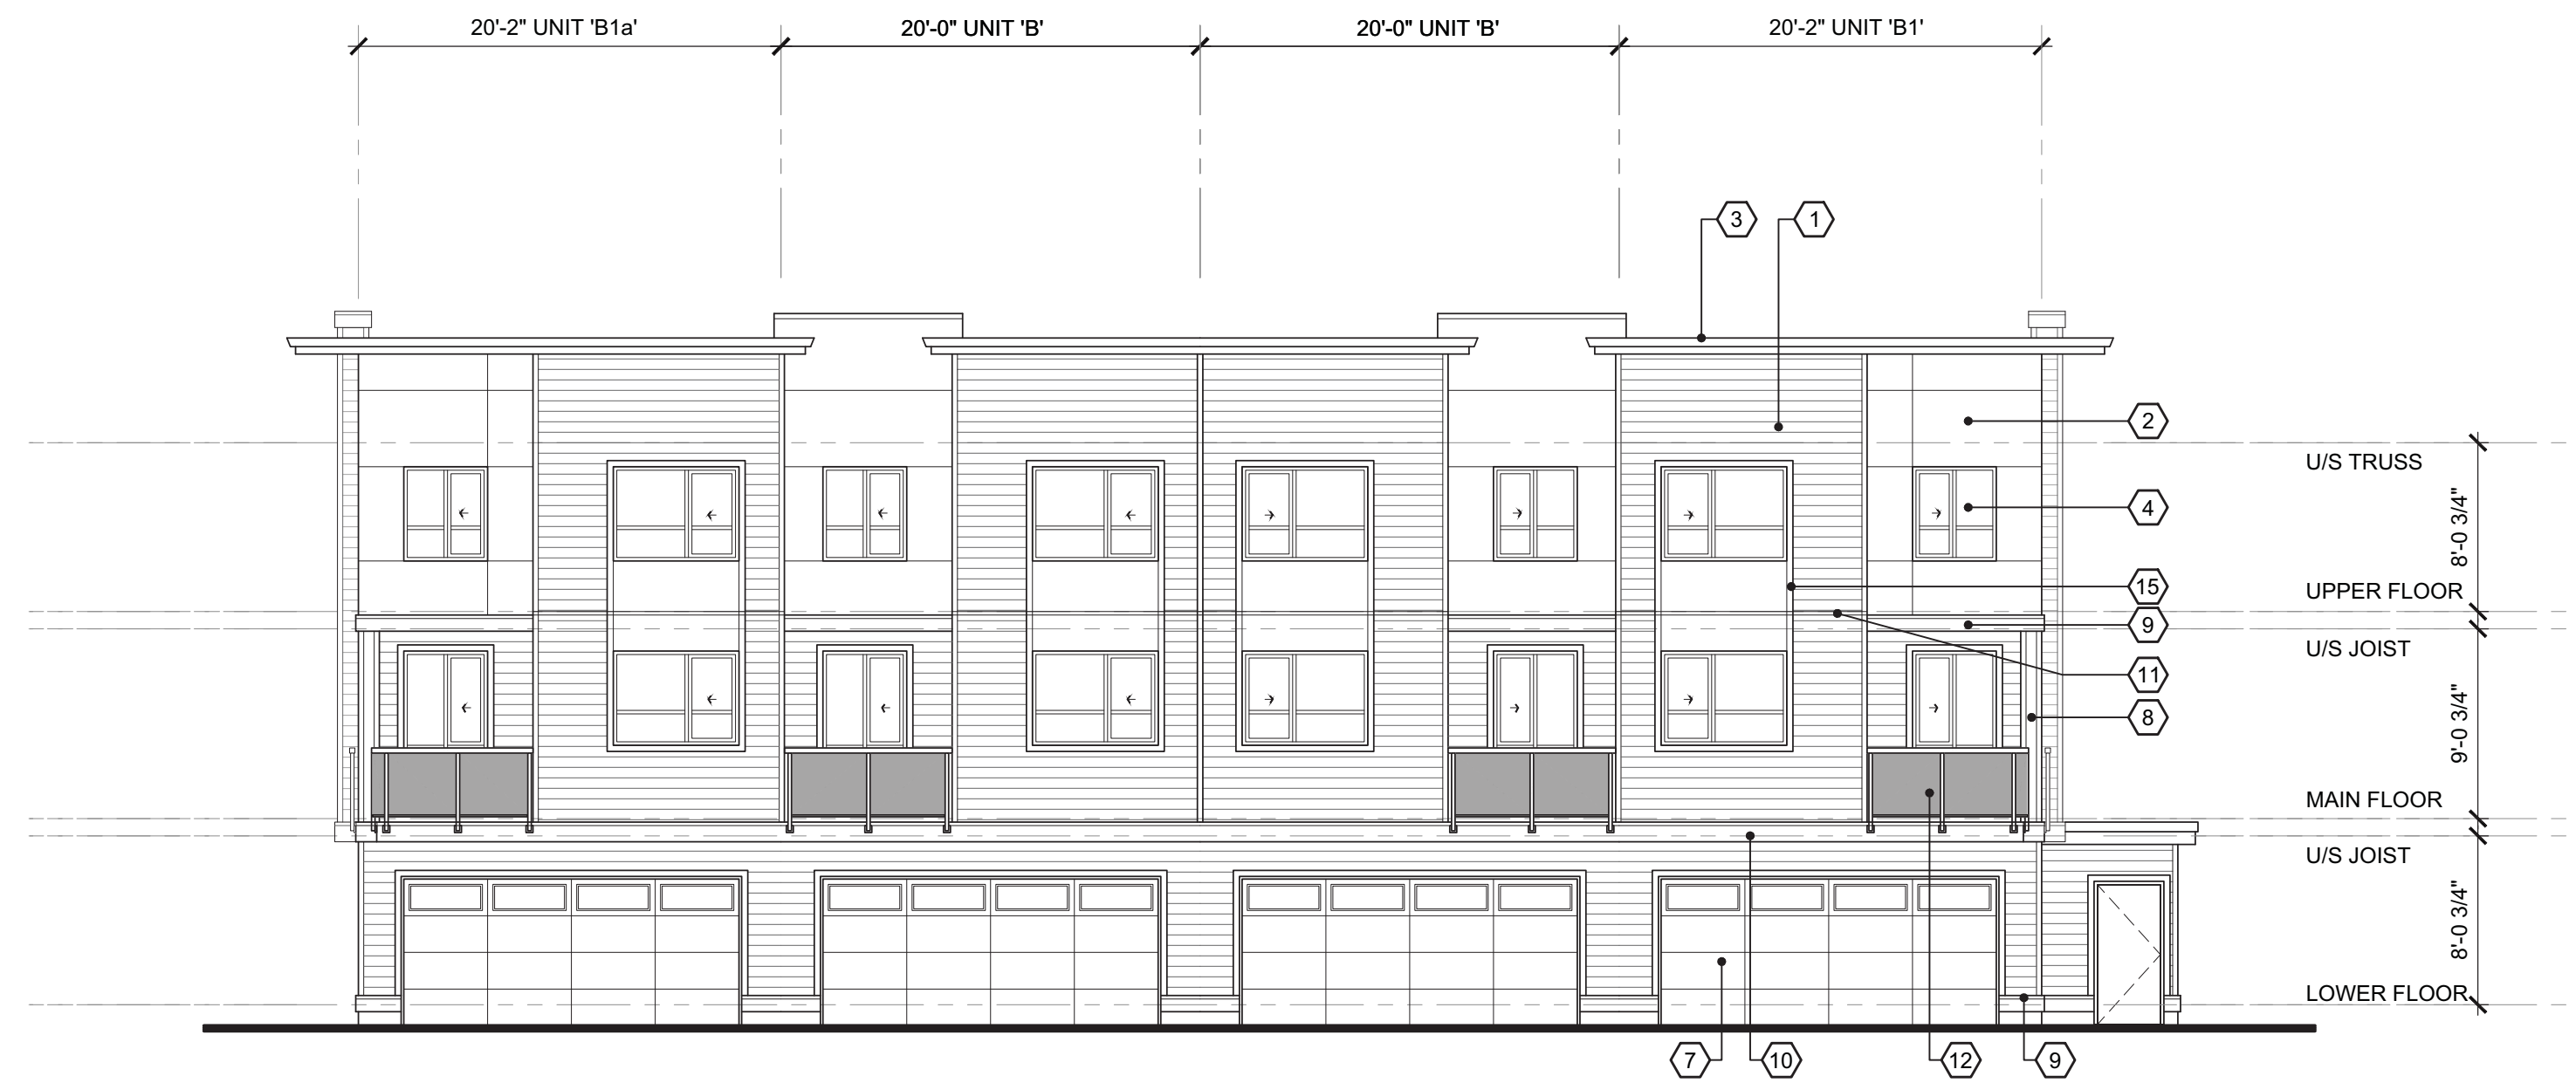 20'-2" UNIT 'B1a'
20'-0" UNIT 'B'
20'-0" UNIT 'B'
20'-2" UNIT 'B1'
3
1
2
U/S TRUSS
4
8'-0 3/4"
15
UPPER FLOOR
9
U/S JOIST
11
8
9'-0 3/4"
MAIN FLOOR
U/S JOIST
8'-0 3/4"
LOWER FLOOR
7
10
12
9